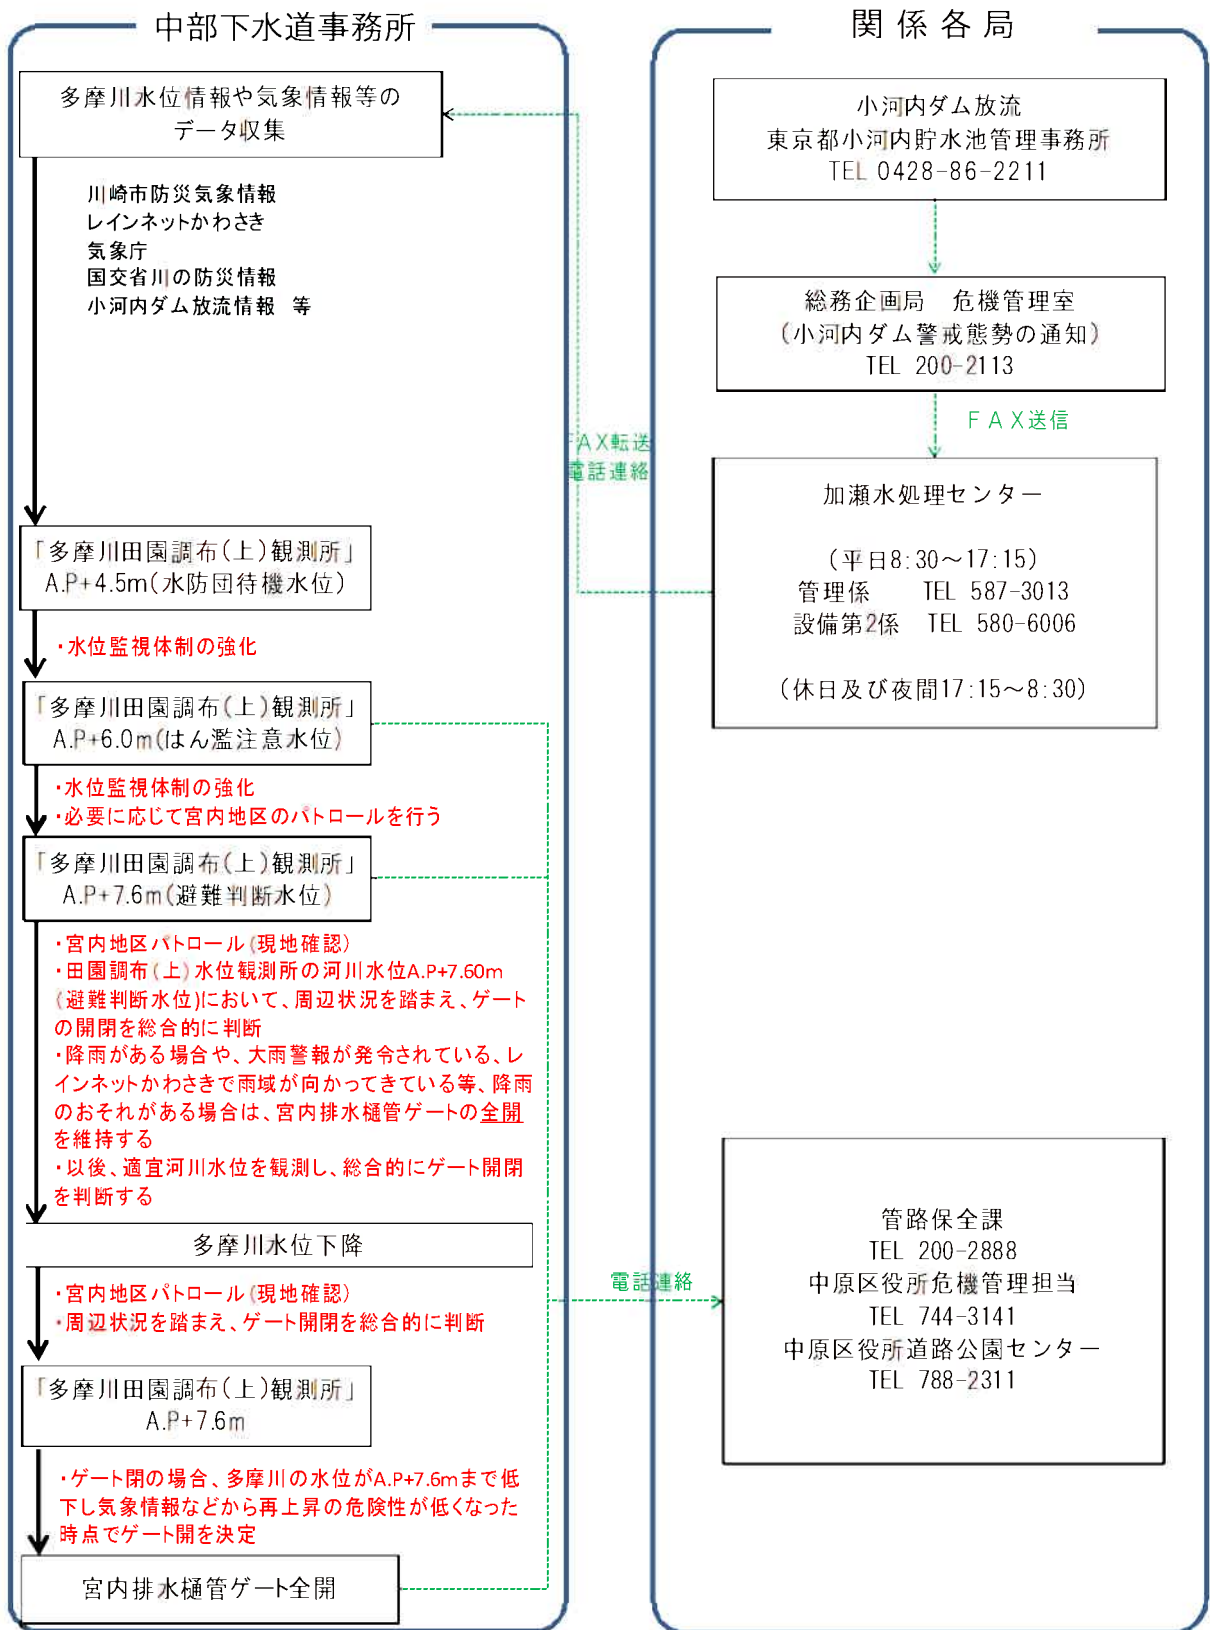 中部下水道事務所
多摩川水位情報や気象情報等の
データ収集
川崎市防災気象情報
レインネットかわさき
気象庁
国交省川の防災情報
小河内ダム放流情報　等
「多摩川田園調布(上)観測所」
A.P+4.5m(水防団待機水位)
・水位監視体制の強化
「多摩川田園調布(上)観測所」
A.P+6.0m(はん濫注意水位)
・水位監視体制の強化
・必要に応じて宮内地区のパトロールを行う
「多摩川田園調布(上)観測所」
A.P+7.6m(避難判断水位)
・宮内地区パトロール(現地確認)
・田園調布(上)水位観測所の河川水位A.P+7.60m
(避難判断水位)において、周辺状況を踏まえ、ゲート
の開閉を総合的に判断
・降雨がある場合や、大雨警報が発令されている、レ
インネットかわさきで雨域が向かってきている等、降雨
のおそれがある場合は、宮内排水樋管ゲートの全開
を維持する
・以後、適宜河川水位を観測し、総合的にゲート開閉
を判断する
多摩川水位下降
・宮内地区パトロール(現地確認)
・周辺状況を踏まえ、ゲート開閉を総合的に判断
「多摩川田園調布(上)観測所」
A.P+7.6m
・ゲート閉の場合、多摩川の水位がA.P+7.6mまで低
下し気象情報などから再上昇の危険性が低くなった
時点でゲート開を決定
宮内排水樋管ゲート全開
FAX転送
電話連絡
電話連絡
関係各局
小河内ダム放流
東京都小河内貯水池管理事務所
TEL 0428-86-2211
総務企画局　危機管理室
(小河内ダム警戒態勢の通知)
TEL 200-2113
FAX送信
加瀬水処理センター
(平日8:30～17:15)
管理係　　TEL 587-3013
設備第2係　TEL 580-6006
(休日及び夜間17:15～8:30)
管路保全課
TEL 200-2888
中原区役所危機管理担当
TEL 744-3141
中原区役所道路公園センター
TEL 788-2311